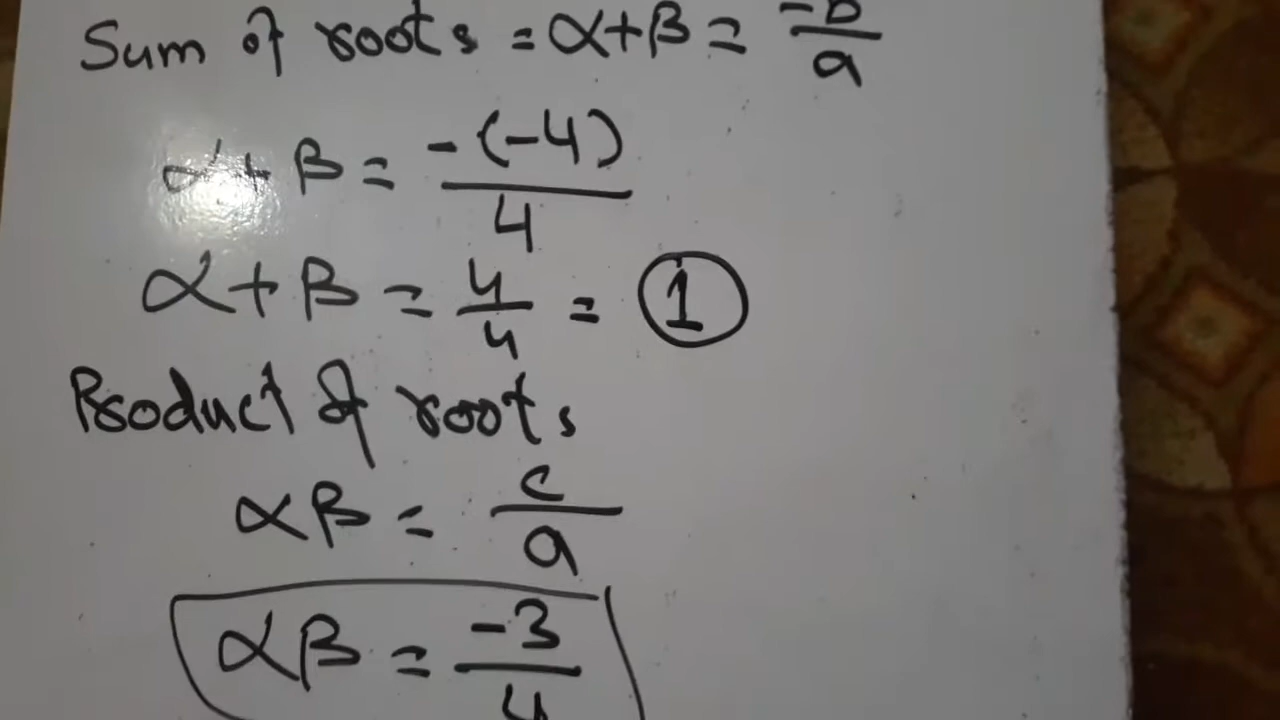 Sum of roots = α+β = -b/a
α+β = -(-4)/4
α+β = 4/4 = 1
Product of roots
αβ = c/a
αβ = -3/4